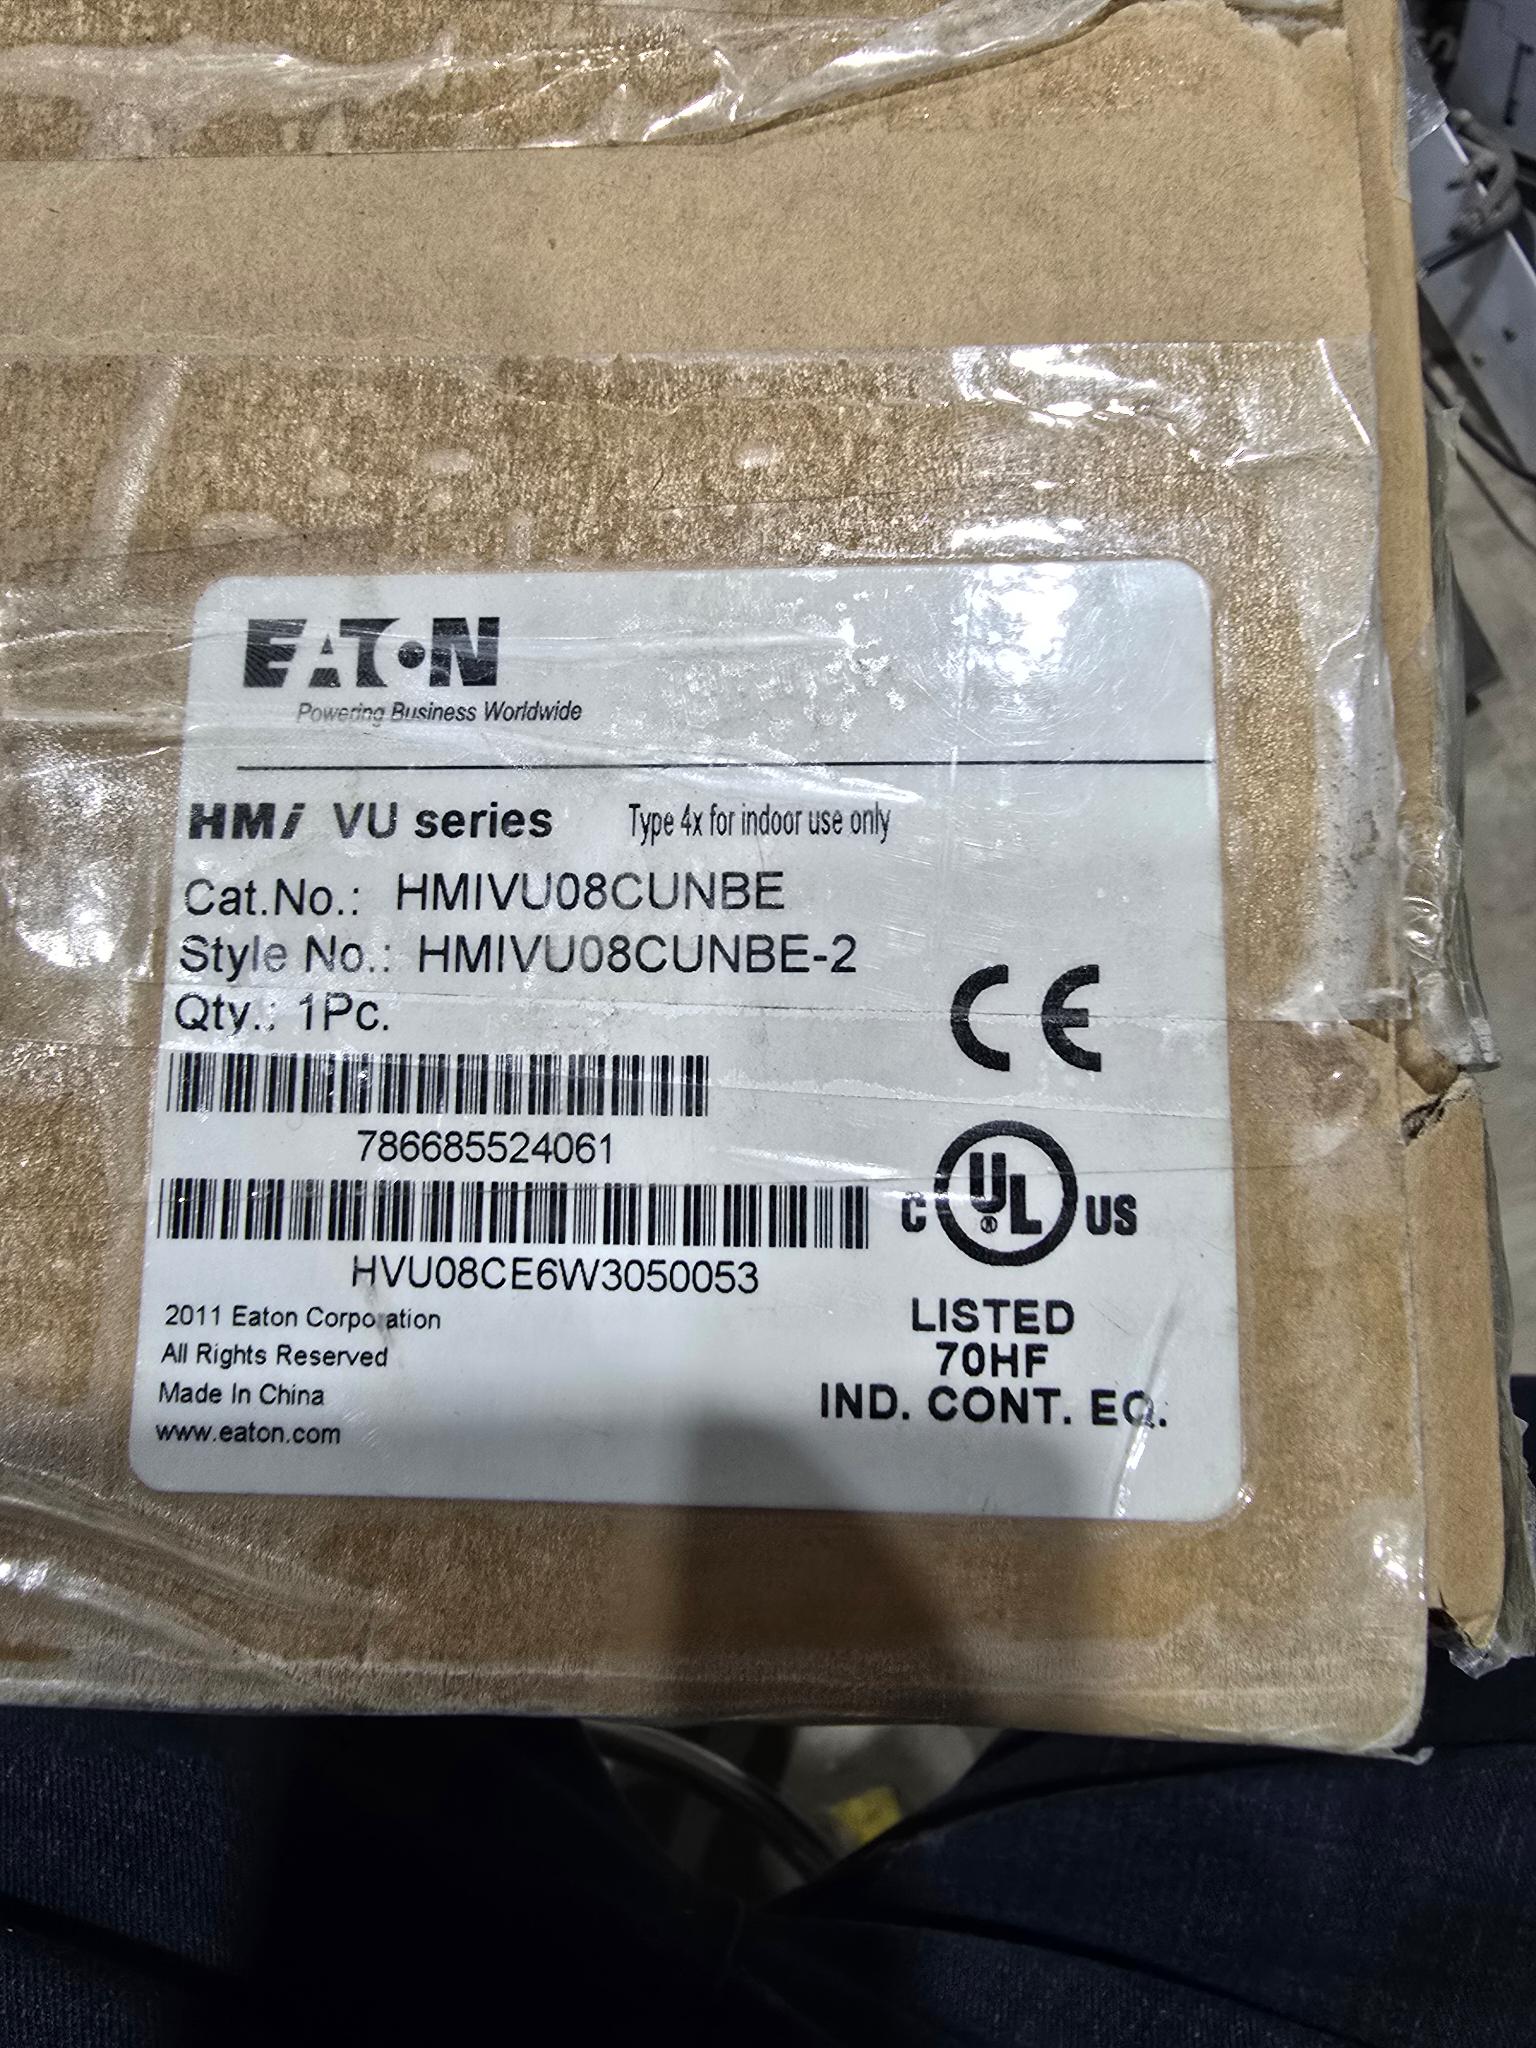 EATON
Powering Business Worldwide
HMi VU series Type 4x for indoor use only
Cat.No.: HMIVU08CUNBE
Style No.: HMIVU08CUNBE-2
Qty.: 1Pc.
CE
786685524061
C UL ® US
HVU08CE6W3050053
2011 Eaton Corporation
All Rights Reserved
Made In China
www.eaton.com
LISTED
70HF
IND. CONT. EQ.